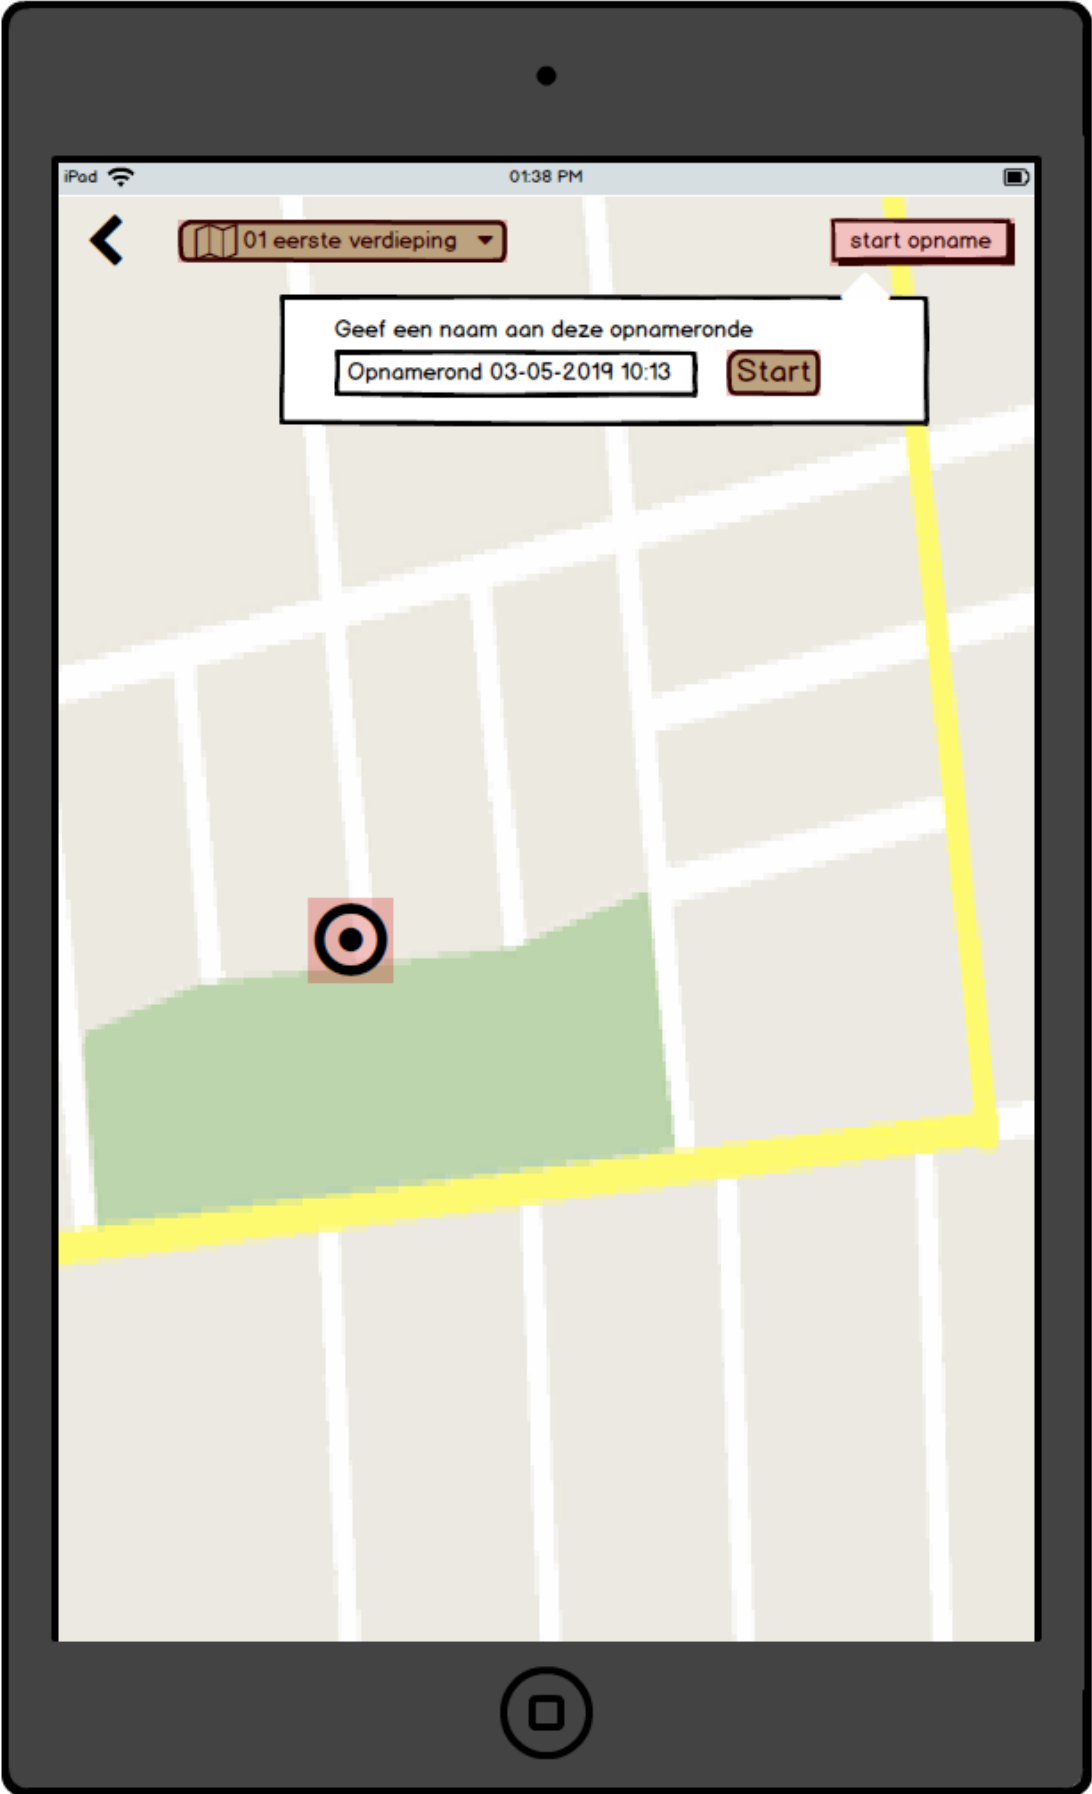 iPad
01:38 PM
01 eerste verdieping
start opname
Geef een naam aan deze opnameronde
Opnamerond 03-05-2019 10:13
Start